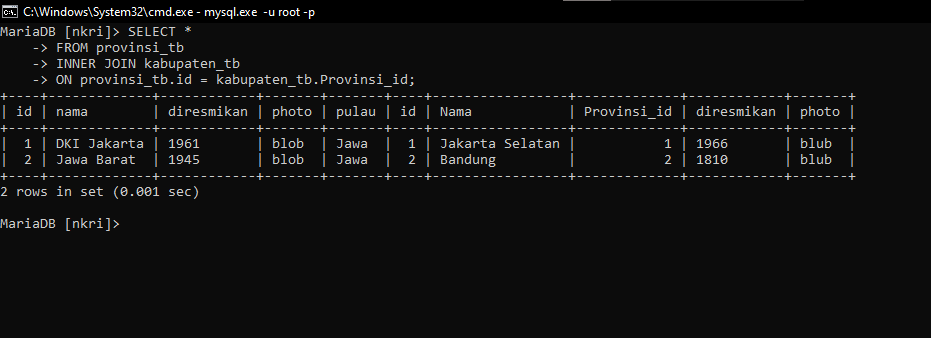 C:\Windows\System32\cmd.exe - mysql.exe -u root -p
MariaDB [nkri]> SELECT *
    -> FROM provinsi_tb
    -> INNER JOIN kabupaten_tb
    -> ON provinsi_tb.id = kabupaten_tb.Provinsi_id;
+----+-------------+------------+-------+-------+----+-----------------+-------------+------------+-------+
| id | nama        | diresmikan | photo | pulau | id | Nama            | Provinsi_id | diresmikan | photo |
+----+-------------+------------+-------+-------+----+-----------------+-------------+------------+-------+
|  1 | DKI Jakarta | 1961       | blob  | Jawa  |  1 | Jakarta Selatan |           1 | 1966       | blub  |
|  2 | Jawa Barat  | 1945       | blob  | Jawa  |  2 | Bandung         |           2 | 1810       | blub  |
+----+-------------+------------+-------+-------+----+-----------------+-------------+------------+-------+
2 rows in set (0.001 sec)
MariaDB [nkri]>